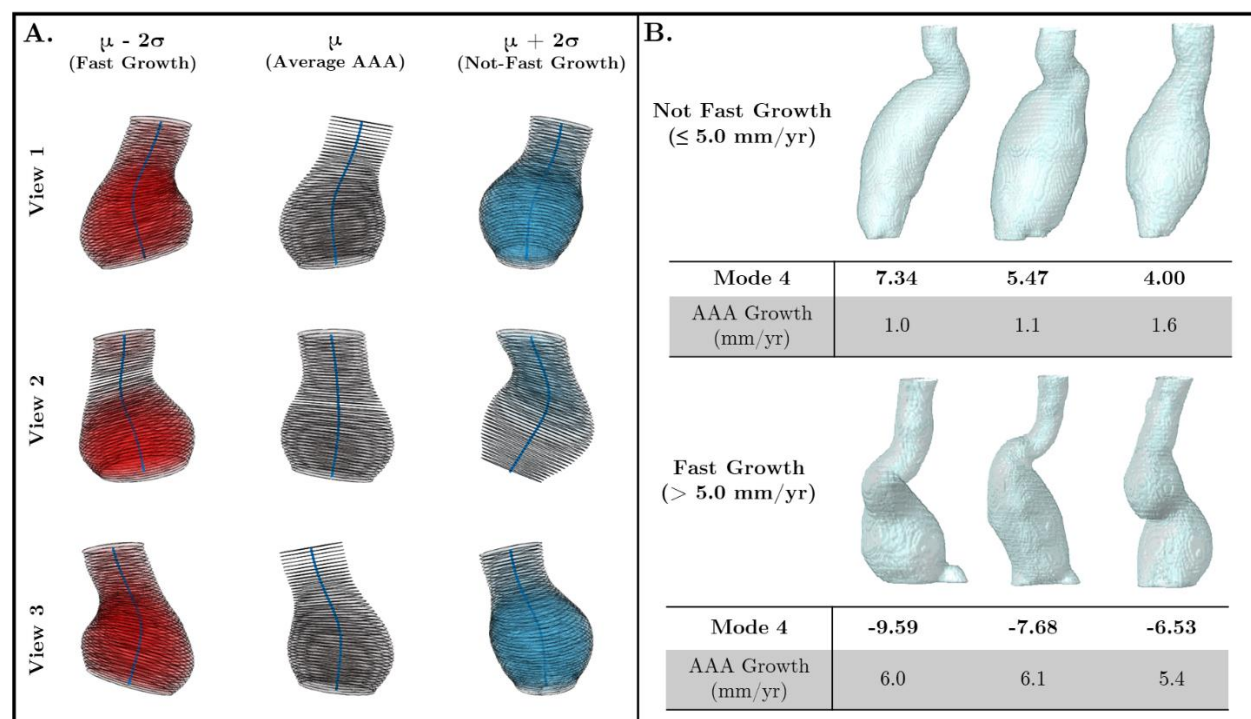 A.
μ - 2σ
(Fast Growth)
μ
(Average AAA)
μ + 2σ
(Not-Fast Growth)
View 1
View 2
View 3
B.
Not Fast Growth
(≤ 5.0 mm/yr)
Mode 4 7.34 5.47 4.00
AAA Growth
(mm/yr) 1.0 1.1 1.6
Fast Growth
(> 5.0 mm/yr)
Mode 4 -9.59 -7.68 -6.53
AAA Growth
(mm/yr) 6.0 6.1 5.4